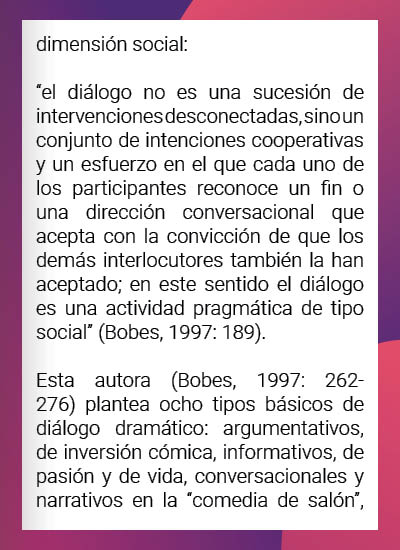 dimensión social:
“el diálogo no es una sucesión de
intervenciones desconectadas, sino un
conjunto de intenciones cooperativas
y un esfuerzo en el que cada uno de
los participantes reconoce un fin o
una dirección conversacional que
acepta con la convicción de que los
demás interlocutores también la han
aceptado; en este sentido el diálogo
es una actividad pragmática de tipo
social” (Bobes, 1997: 189).
Esta autora (Bobes, 1997: 262-
276) plantea ocho tipos básicos de
diálogo dramático: argumentativos,
de inversión cómica, informativos, de
pasión y de vida, conversacionales y
narrativos en la “comedia de salón”,